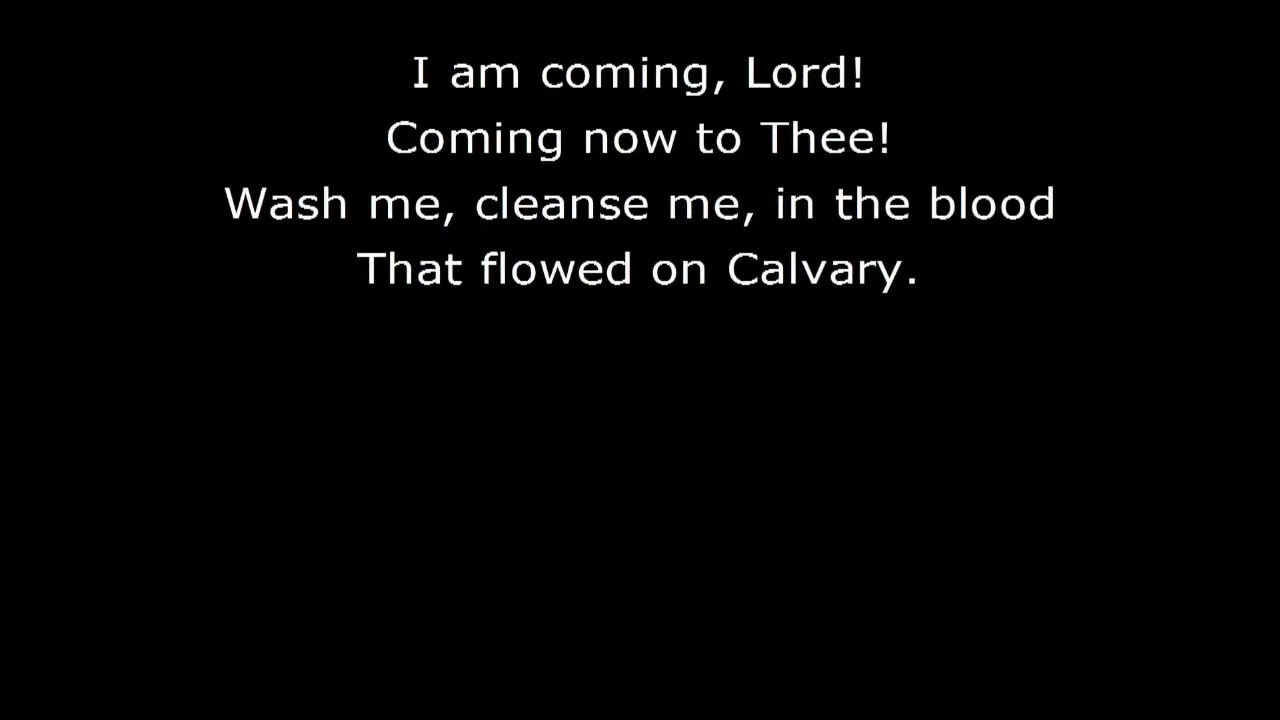 I am coming, Lord!
Coming now to Thee!
Wash me, cleanse me, in the blood
That flowed on Calvary.